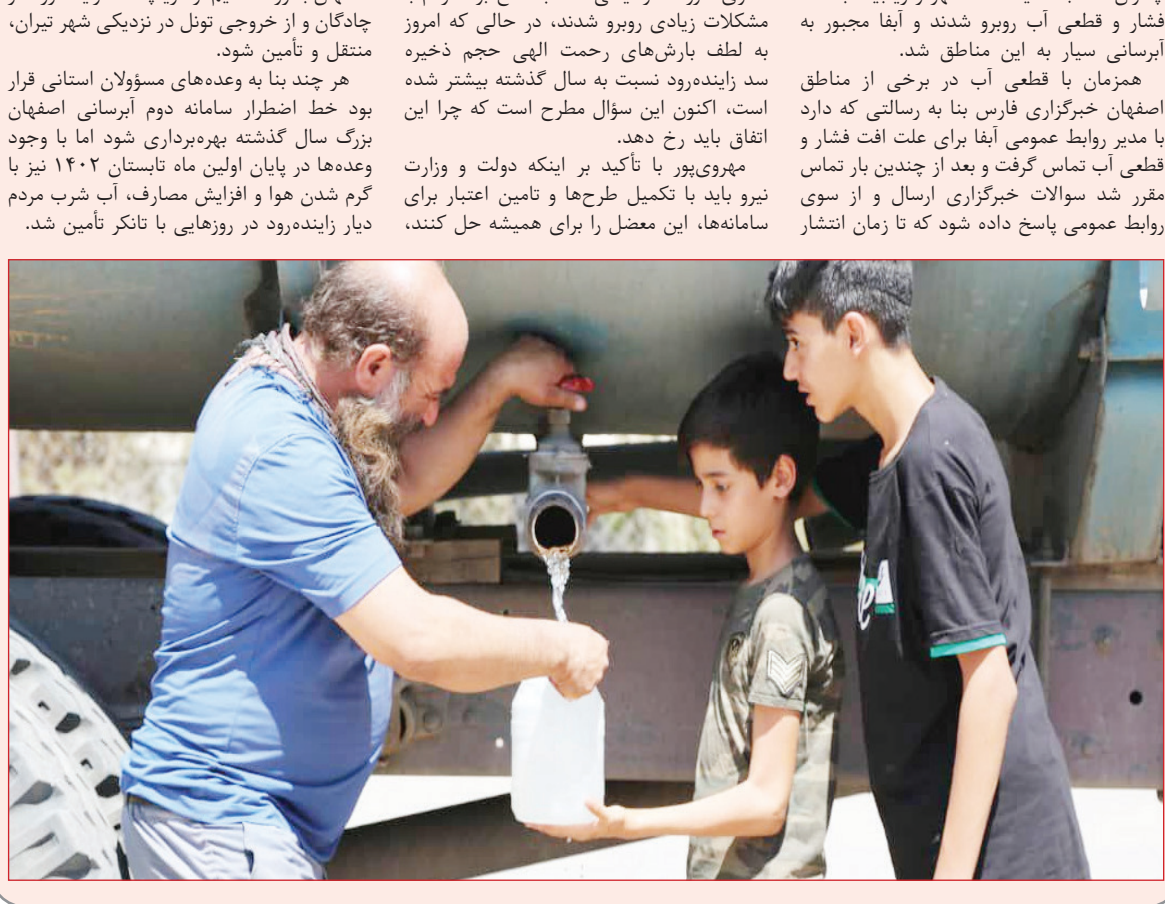 فشار و قطعی آب روبرو شدند و آبفا مجبور به
آبرسانی سیار به این مناطق شد.
همزمان با قطعی آب در برخی از مناطق
اصفهان خبرگزاری فارس بنا به رسالتی که دارد
با مدیر روابط عمومی آبفا برای علت افت فشار و
قطعی آب تماس گرفت و بعد از چندین بار تماس
مقرر شد سوالات خبرگزاری ارسال و از سوی
روابط عمومی پاسخ داده شود که تا زمان انتشار
مشکلات زیادی روبرو شدند، در حالی که امروز
به لطف بارش‌های رحمت الهی حجم ذخیره
سد زاینده‌رود نسبت به سال گذشته بیشتر شده
است، اکنون این سؤال مطرح است که چرا این
اتفاق باید رخ دهد.
مهروی‌پور با تأکید بر اینکه دولت و وزارت
نیرو باید با تکمیل طرح‌ها و تامین اعتبار برای
سامانه‌ها، این معضل را برای همیشه حل کنند،
چادگان و از خروجی تونل در نزدیکی شهر تیران،
منتقل و تأمین شود.
هر چند بنا به وعده‌های مسؤولان استانی قرار
بود خط اضطرار سامانه دوم آبرسانی اصفهان
بزرگ سال گذشته بهره‌برداری شود اما با وجود
وعده‌ها در پایان اولین ماه تابستان ۱۴۰۲ نیز با
گرم شدن هوا و افزایش مصارف، آب شرب مردم
دیار زاینده‌رود در روزهایی با تانکر تأمین شد.